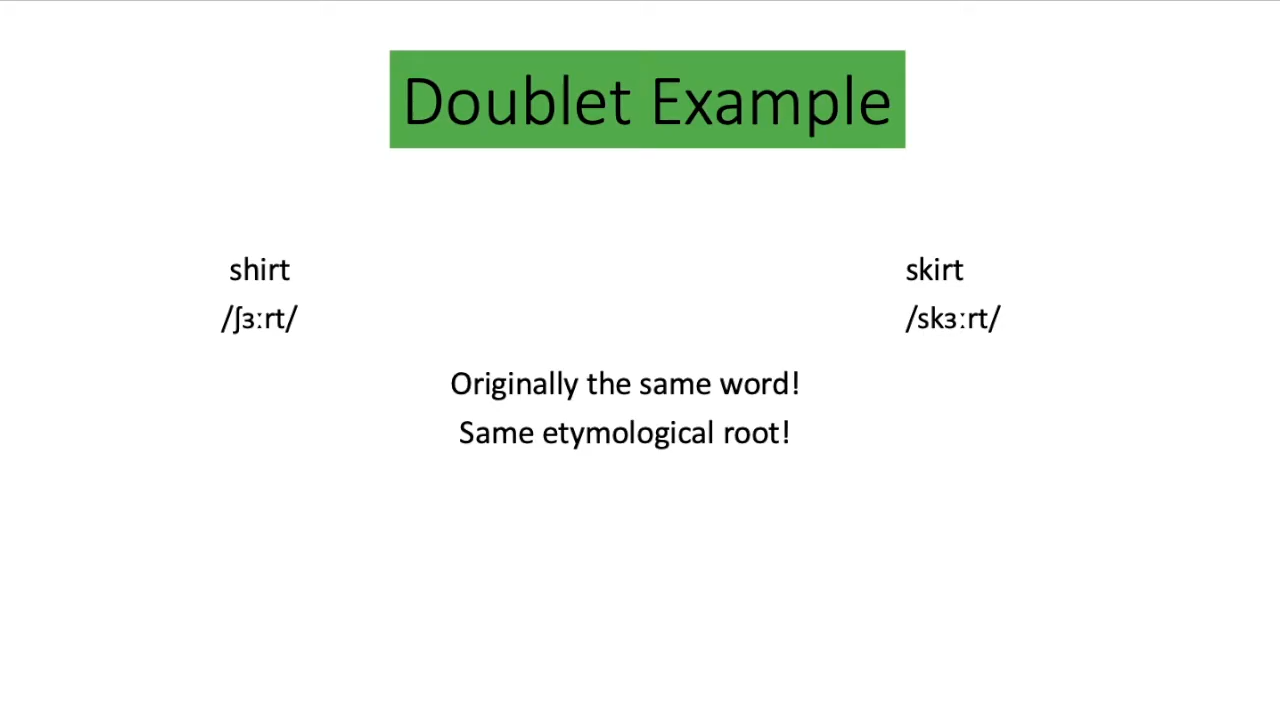 Doublet Example
shirt
/ʃɜːrt/
skirt
/skɜːrt/
Originally the same word!
Same etymological root!